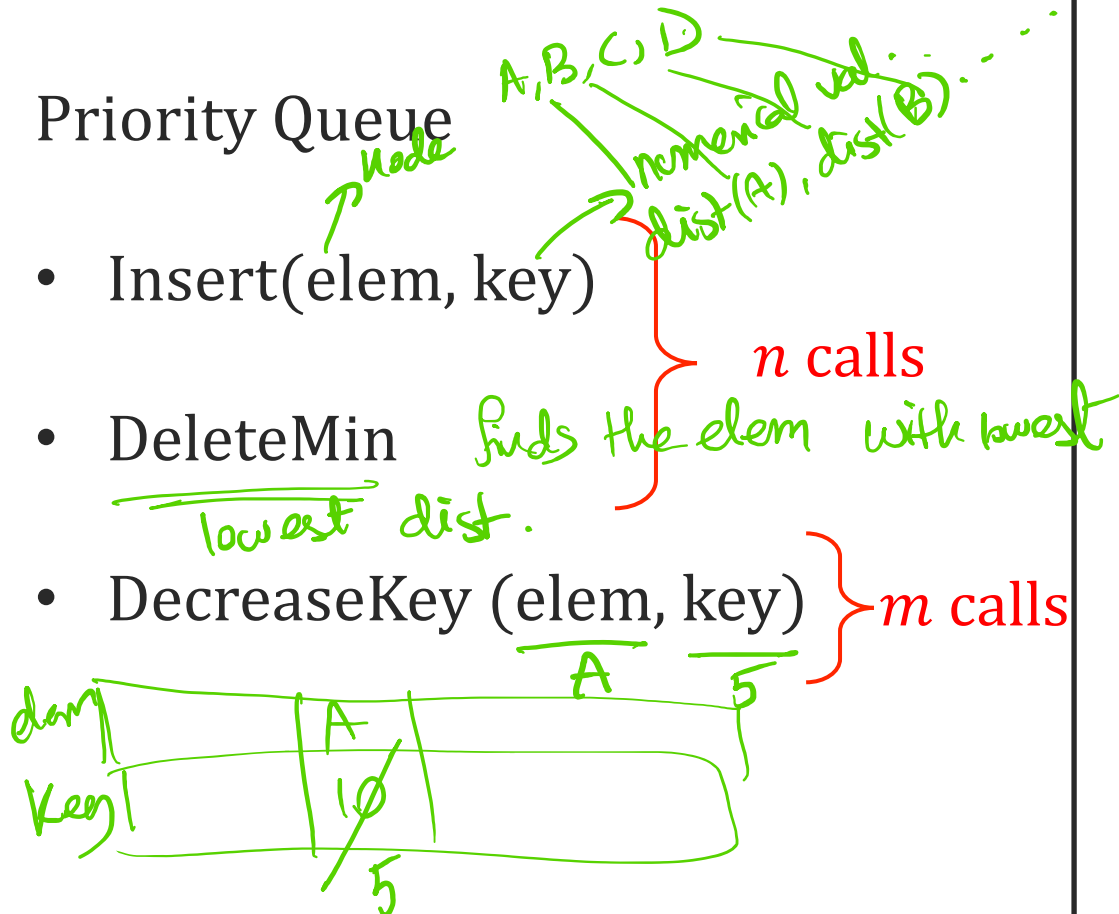 A, B, C, D
Priority Queue
Node
numerical val. . .
dist(A), dist(B). . . .
• Insert(elem, key)
n calls
• DeleteMin finds the elem with lowest
lowest dist.
• DecreaseKey (elem, key)
m calls
A 5
elem A
Key 10
5